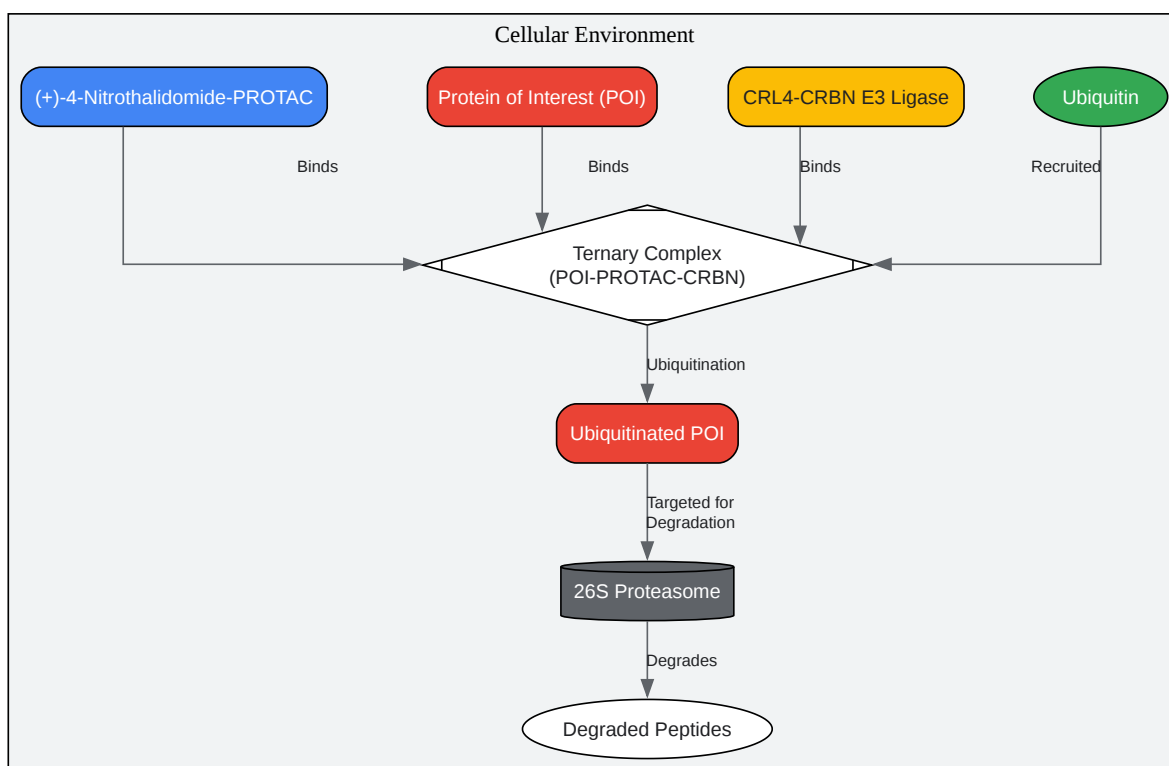 Cellular Environment
(+)-4-Nitrothalidomide-PROTAC
Protein of Interest (POI)
CRL4-CRBN E3 Ligase
Ubiquitin
Binds
Binds
Binds
Recruited
Ternary Complex
(POI-PROTAC-CRBN)
Ubiquitination
Ubiquitinated POI
Targeted for
Degradation
26S Proteasome
Degrades
Degraded Peptides